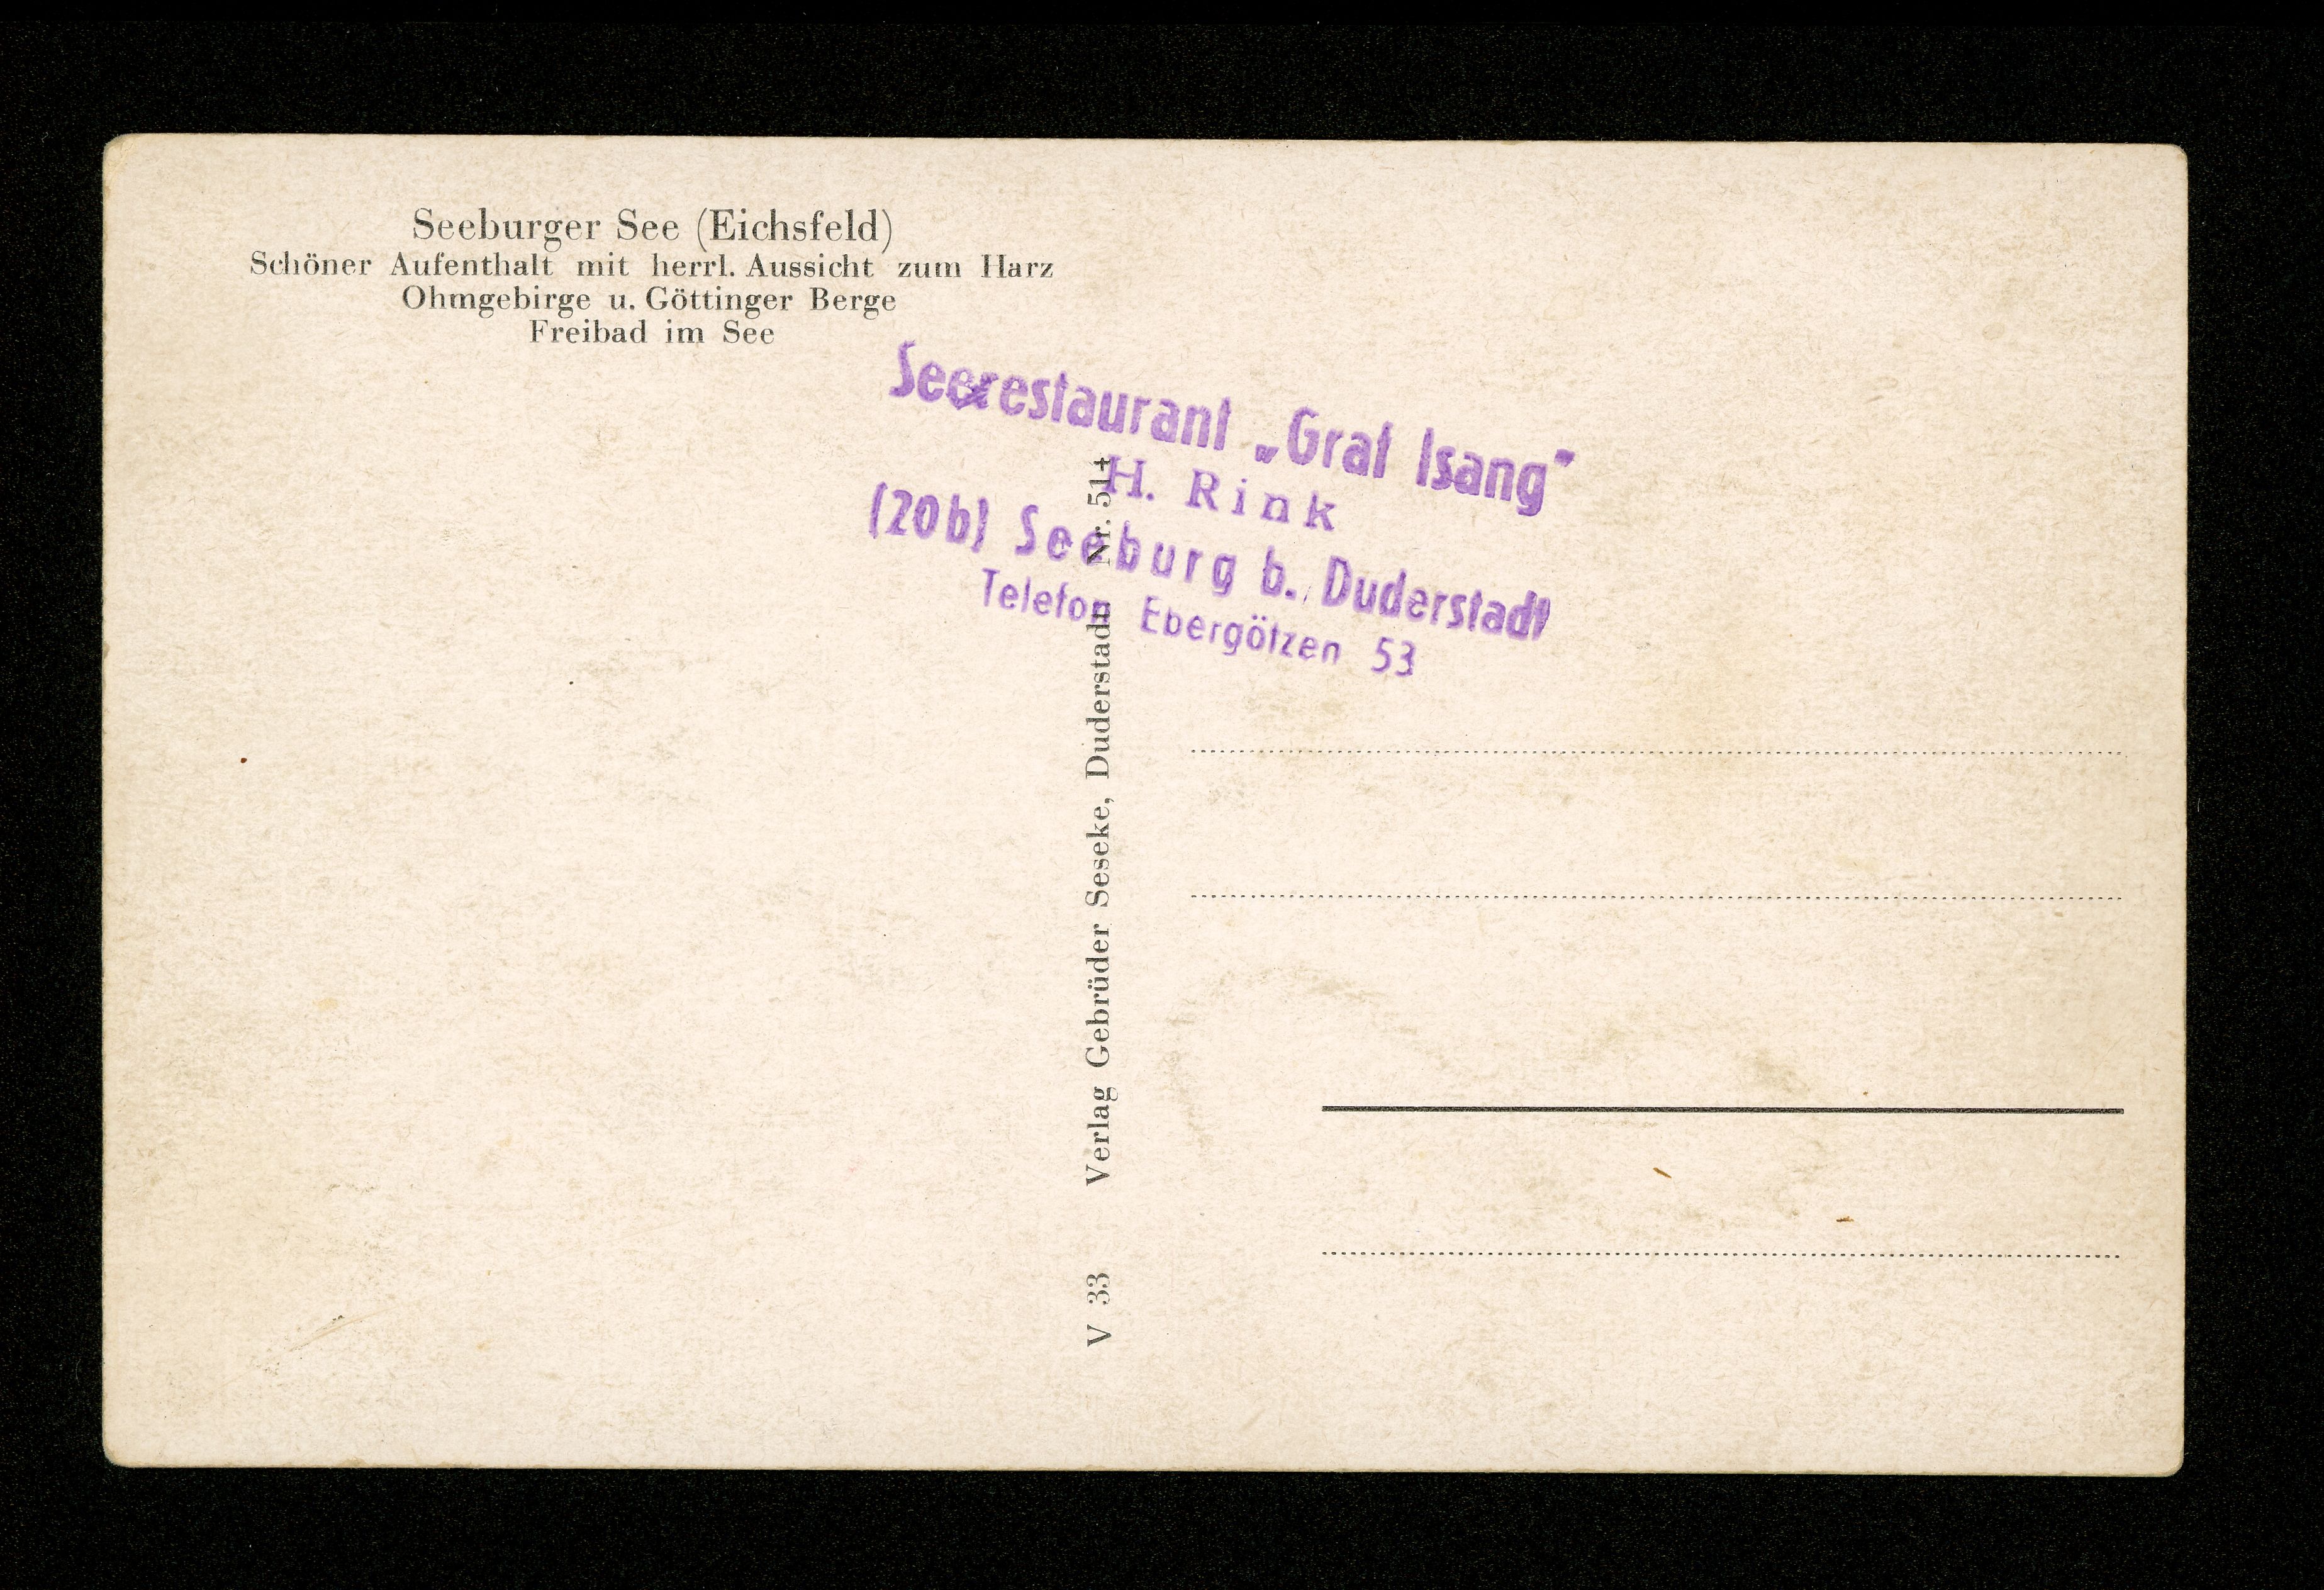 Seeburger See (Eichsfeld)
Schöner Aufenthalt mit herrl. Aussicht zum Harz
Ohmgebirge u. Göttinger Berge
Freibad im See
Seerestaurant „Graf Isang"
H. Rink
(20b) Seeburg b. Duderstadt
Telefon Ebergötzen 53
V 33 Verlag Gebrüder Seseke, Duderstadt Nr. 514